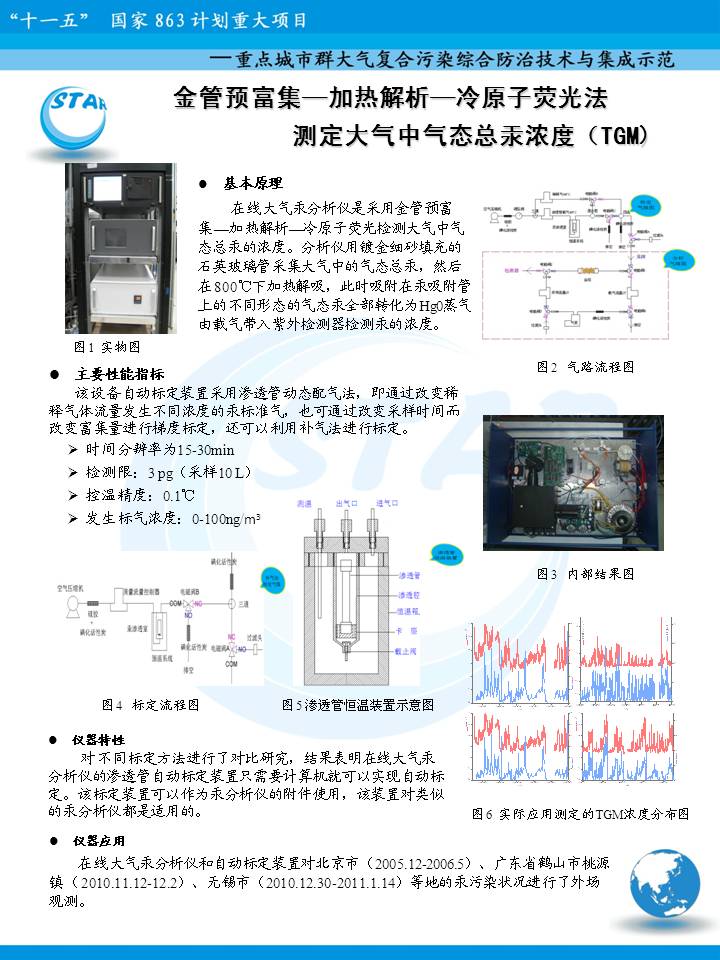 “十一五” 国家 863 计划重大项目
—重点城市群大气复合污染综合防治技术与集成示范
STAR
金管预富集—加热解析—冷原子荧光法
测定大气中气态总汞浓度（TGM）
● 基本原理
在线大气汞分析仪是采用金管预富
集—加热解析—冷原子荧光检测大气中气
态总汞的浓度。分析仪用镀金细砂填充的
石英玻璃管采集大气中的气态总汞，然后
在800℃下加热解吸，此时吸附在汞吸附管
上的不同形态的气态汞全部转化为Hg0蒸气
由载气带入紫外检测器检测汞的浓度。
图1 实物图
图2 气路流程图
● 主要性能指标
该设备自动标定装置采用渗透管动态配气法，即通过改变稀
释气体流量发生不同浓度的汞标准气，也可通过改变采样时间而
改变富集量进行梯度标定，还可以利用补气法进行标定。
➢ 时间分辨率为15-30min
➢ 检测限：3 pg（采样10 L）
➢ 控温精度：0.1℃
➢ 发生标气浓度：0-100ng/m³
图3 内部结果图
测温 出气口 进气口
渗透管
渗透腔
恒温瓶
卡 套
截止阀
碘化活性炭
空气压缩机
质量流量控制器
电磁阀B
COM
NC
NO
三通
硅胶
+
碘化活性炭
汞渗透室
恒温系统
碘化活性炭
排空
电磁阀A
NC
NO
COM
过滤头
图4 标定流程图
图5渗透管恒温装置示意图
● 仪器特性
对不同标定方法进行了对比研究，结果表明在线大气汞
分析仪的渗透管自动标定装置只需要计算机就可以实现自动标
定。该标定装置可以作为汞分析仪的附件使用，该装置对类似
的汞分析仪都是适用的。
图6 实际应用测定的TGM浓度分布图
● 仪器应用
在线大气汞分析仪和自动标定装置对北京市（2005.12-2006.5）、广东省鹤山市桃源
镇（2010.11.12-12.2）、无锡市（2010.12.30-2011.1.14）等地的汞污染状况进行了外场
观测。